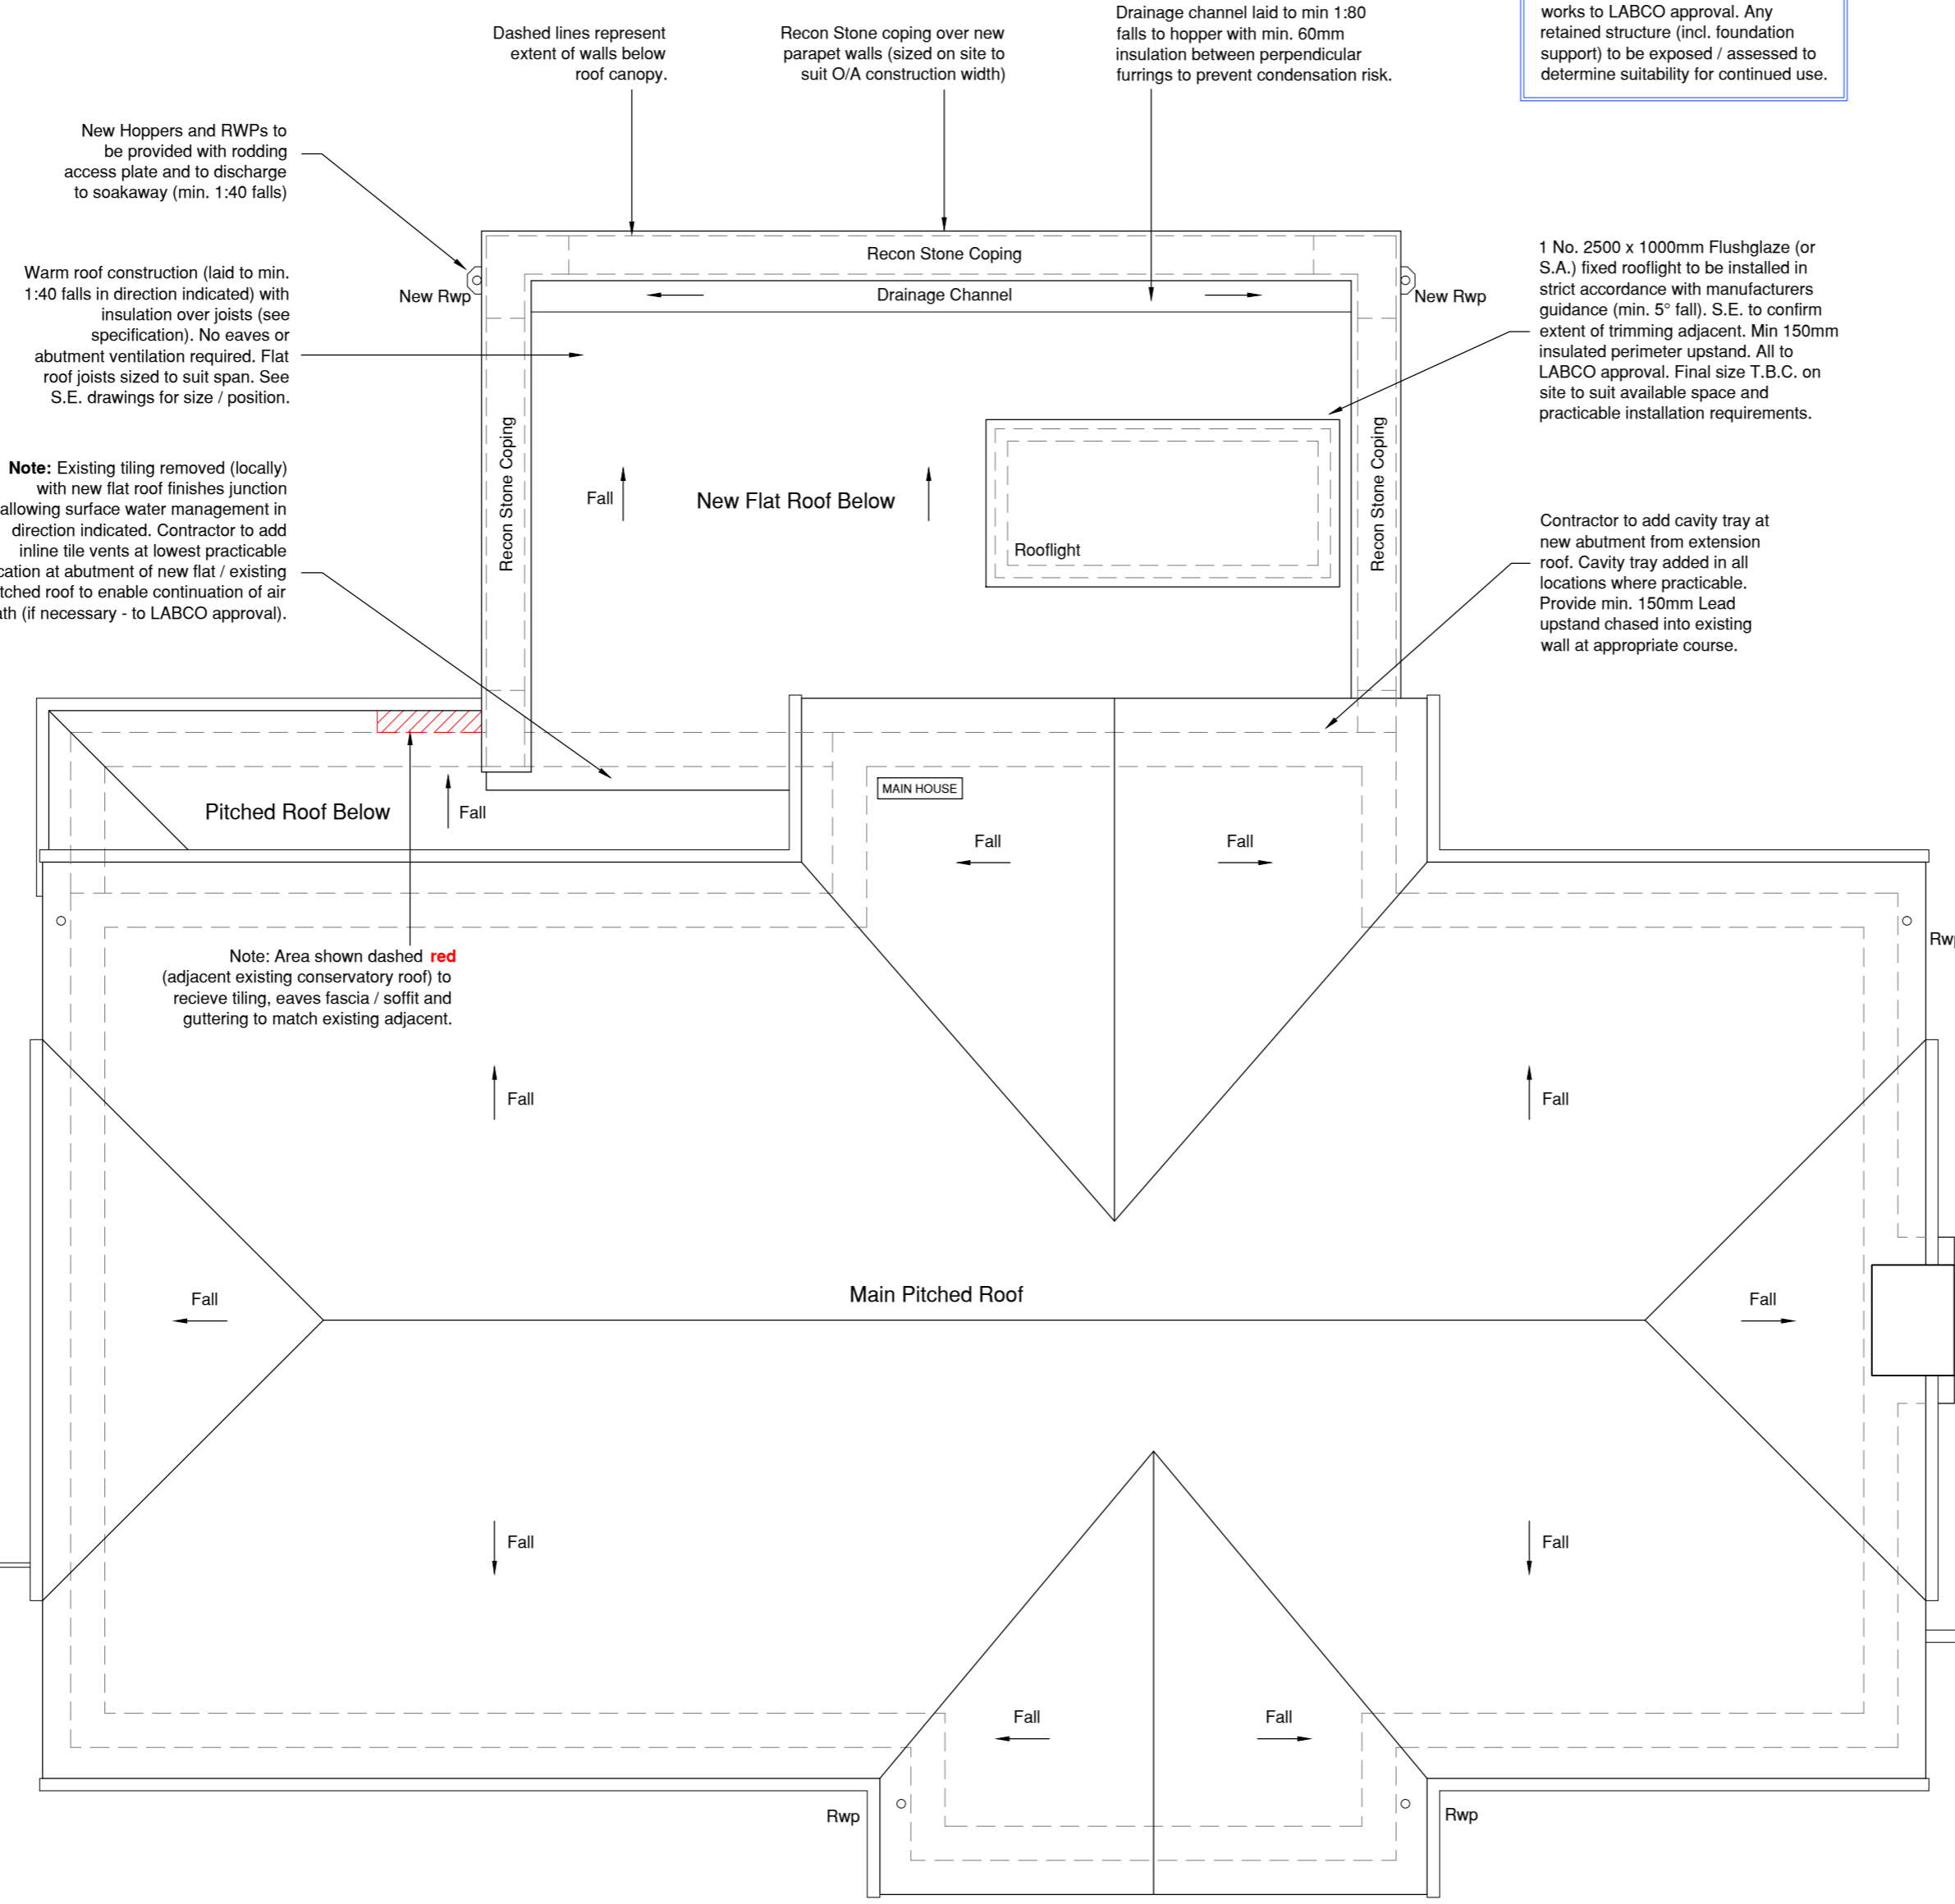 Dashed lines represent
extent of walls below
roof canopy.
Recon Stone coping over new
parapet walls (sized on site to
suit O/A construction width)
Drainage channel laid to min 1:80
falls to hopper with min. 60mm
insulation between perpendicular
furrings to prevent condensation risk.
works to LABCO approval. Any
retained structure (incl. foundation
support) to be exposed / assessed to
determine suitability for continued use.
New Hoppers and RWPs to
be provided with rodding
access plate and to discharge
to soakaway (min. 1:40 falls)
Warm roof construction (laid to min.
1:40 falls in direction indicated) with
insulation over joists (see
specification). No eaves or
abutment ventilation required. Flat
roof joists sized to suit span. See
S.E. drawings for size / position.
Note: Existing tiling removed (locally)
with new flat roof finishes junction
allowing surface water management in
direction indicated. Contractor to add
inline tile vents at lowest practicable
at abutment of new flat / existing
roof to enable continuation of air
(if necessary - to LABCO approval).
New Rwp
Recon Stone Coping
Drainage Channel
New Rwp
Recon Stone Coping
Fall
New Flat Roof Below
Rooflight
Recon Stone Coping
1 No. 2500 x 1000mm Flushglaze (or
S.A.) fixed rooflight to be installed in
strict accordance with manufacturers
guidance (min. 5° fall). S.E. to confirm
extent of trimming adjacent. Min 150mm
insulated perimeter upstand. All to
LABCO approval. Final size T.B.C. on
site to suit available space and
practicable installation requirements.
Contractor to add cavity tray at
new abutment from extension
roof. Cavity tray added in all
locations where practicable.
Provide min. 150mm Lead
upstand chased into existing
wall at appropriate course.
Pitched Roof Below
Fall
MAIN HOUSE
Fall
Fall
Note: Area shown dashed red
(adjacent existing conservatory roof) to
recieve tiling, eaves fascia / soffit and
guttering to match existing adjacent.
Fall
Fall
Fall
Main Pitched Roof
Fall
Fall
Fall
Fall
Fall
Rwp
Rwp